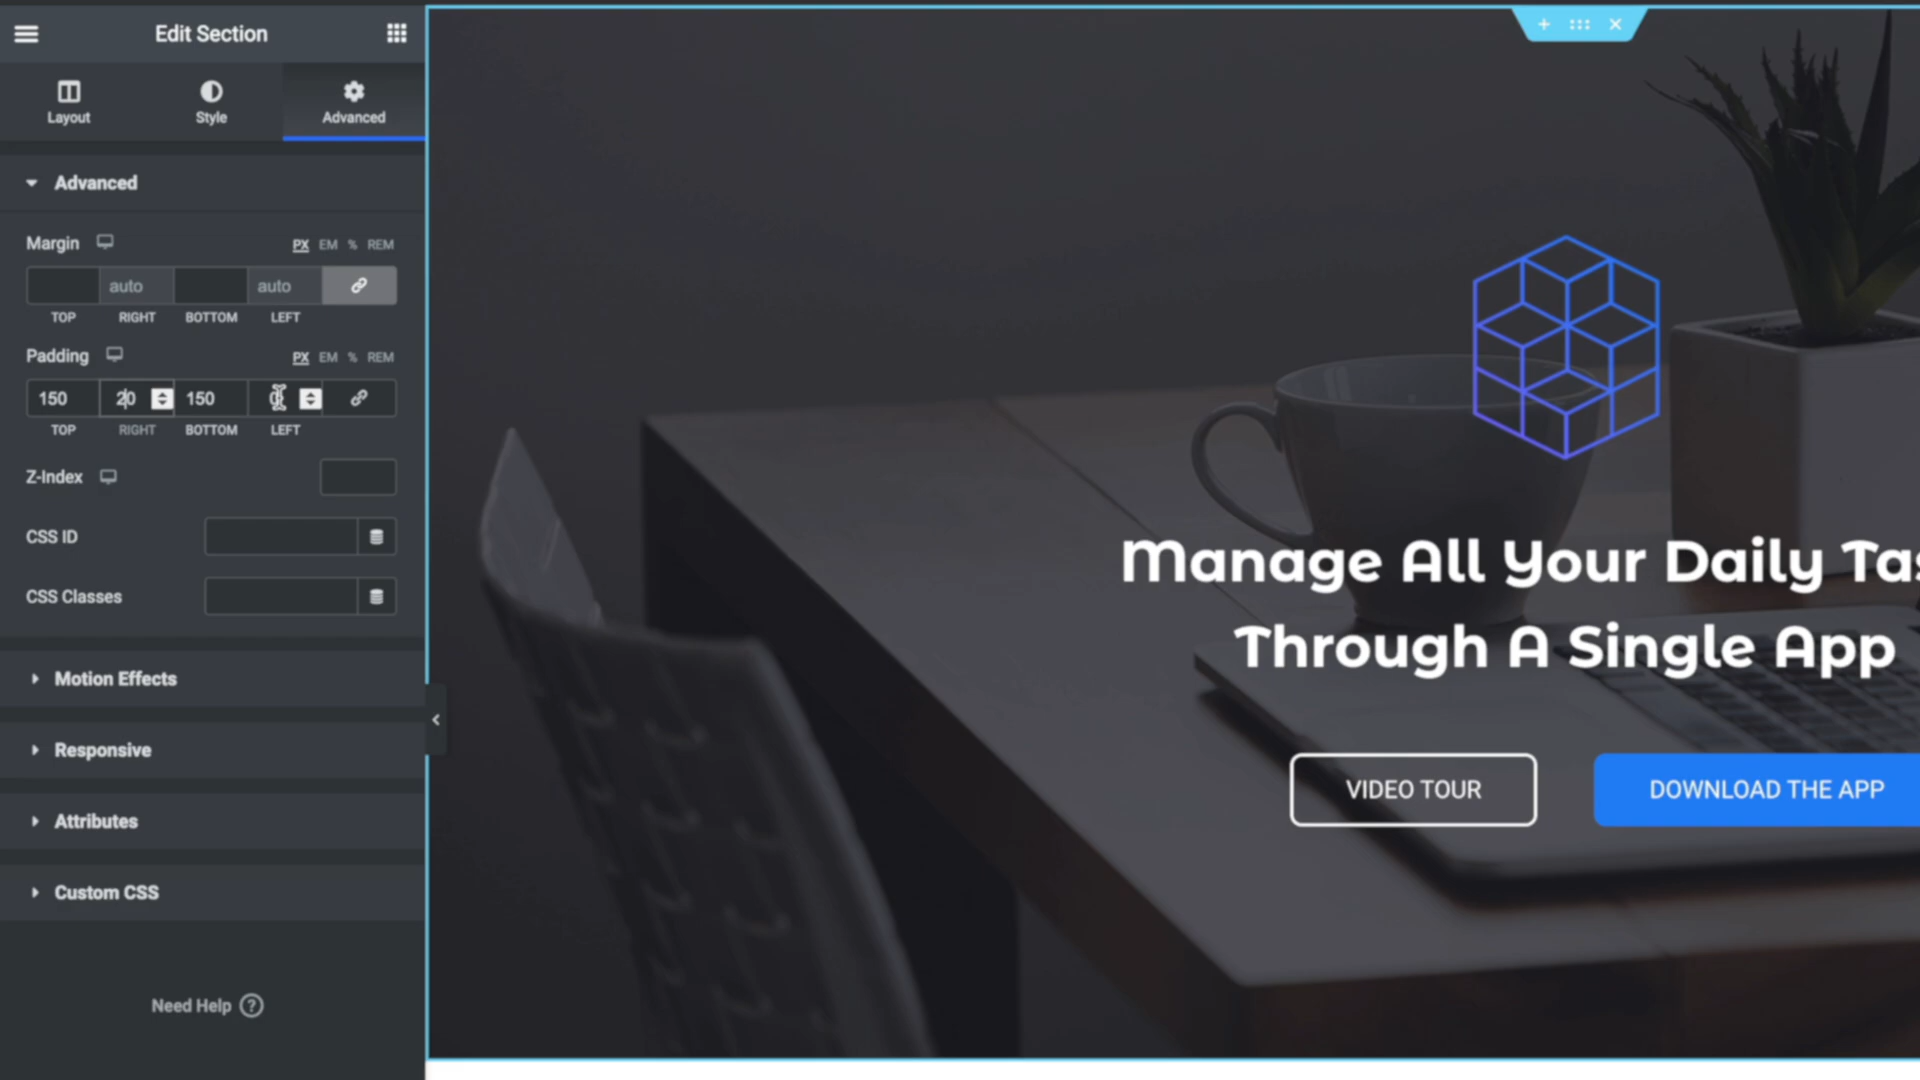 Edit Section
Layout
Style
Advanced
Advanced
Margin
PX EM % REM
auto
auto
TOP RIGHT BOTTOM LEFT
Padding
PX EM % REM
150 20 150
TOP RIGHT BOTTOM LEFT
Z-Index
CSS ID
CSS Classes
Motion Effects
Responsive
Attributes
Custom CSS
Need Help ?
Manage All Your Daily
Through A Single App
VIDEO TOUR
DOWNLOAD THE APP